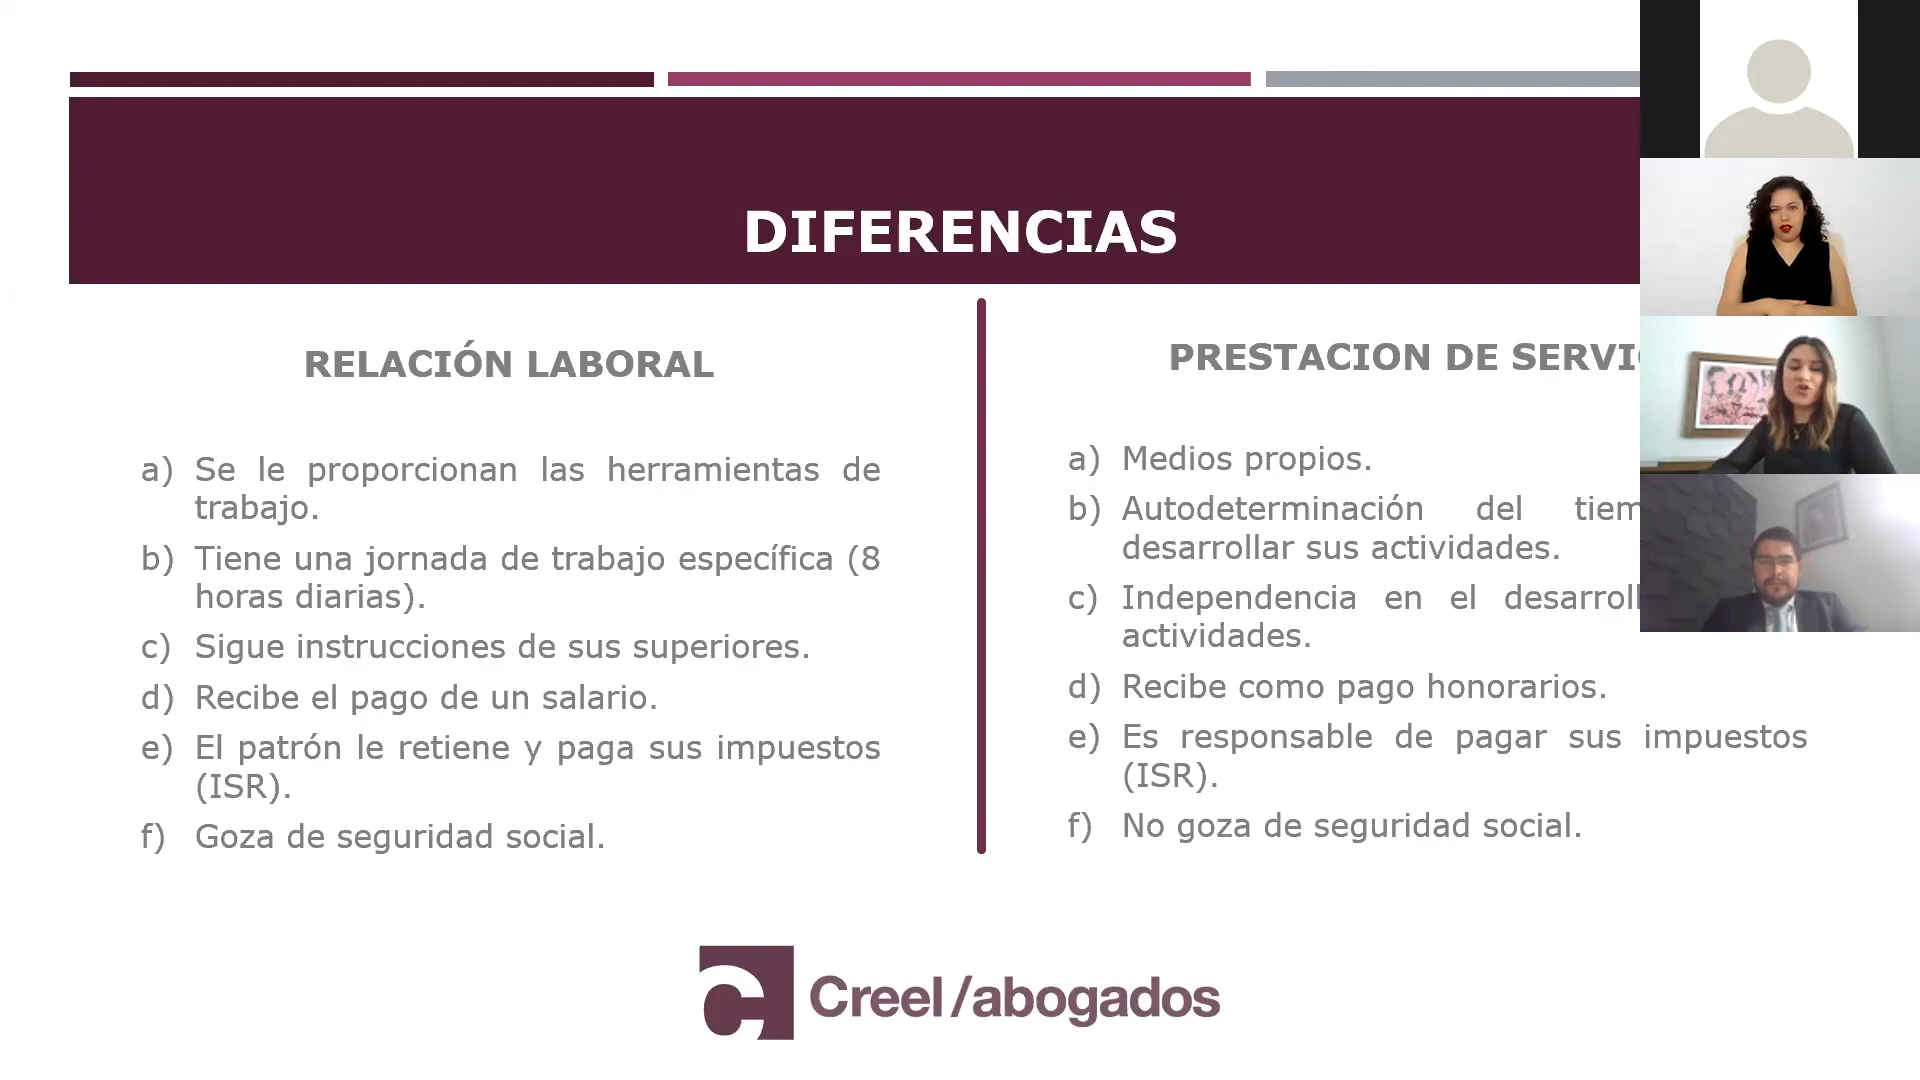 DIFERENCIAS
RELACIÓN LABORAL
a) Se le proporcionan las herramientas de
trabajo.
b) Tiene una jornada de trabajo específica (8
horas diarias).
c) Sigue instrucciones de sus superiores.
d) Recibe el pago de un salario.
e) El patrón le retiene y paga sus impuestos
(ISR).
f) Goza de seguridad social.
PRESTACION DE
a) Medios propios.
b) Autodeterminación del
desarrollar sus actividades.
c) Independencia en el
actividades.
d) Recibe como pago honorarios.
e) Es responsable de pagar sus impuestos
(ISR).
f) No goza de seguridad social.
Creel/abogados